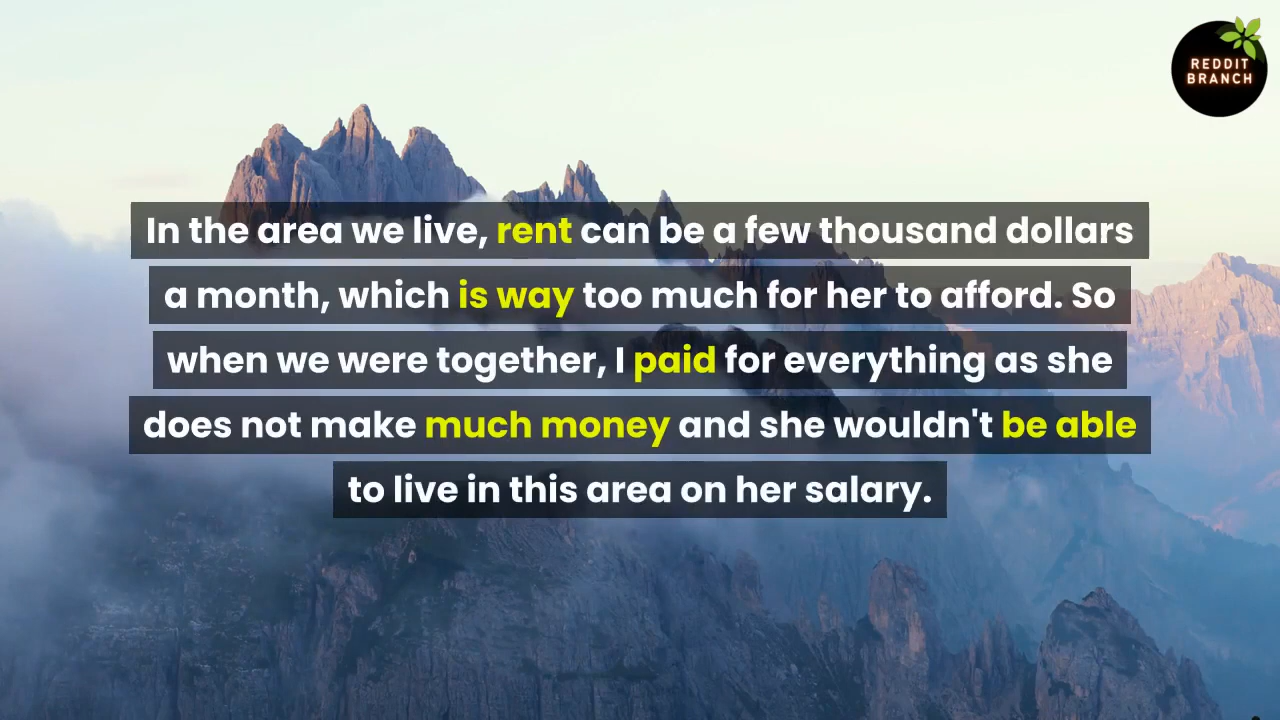 REDDIT
BRANCH
In the area we live, rent can be a few thousand dollars
a month, which is way too much for her to afford. So
when we were together, I paid for everything as she
does not make much money and she wouldn't be able
to live in this area on her salary.